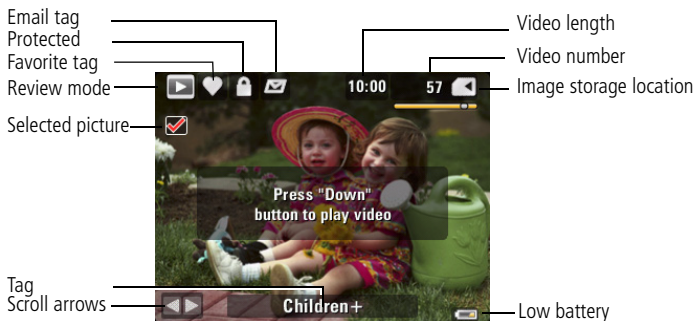 Email tag
Protected
Favorite tag
Review mode
Selected picture
Video length
Video number
Image storage location
10:00
57
Press "Down"
button to play video
Tag
Scroll arrows
Children+
Low battery